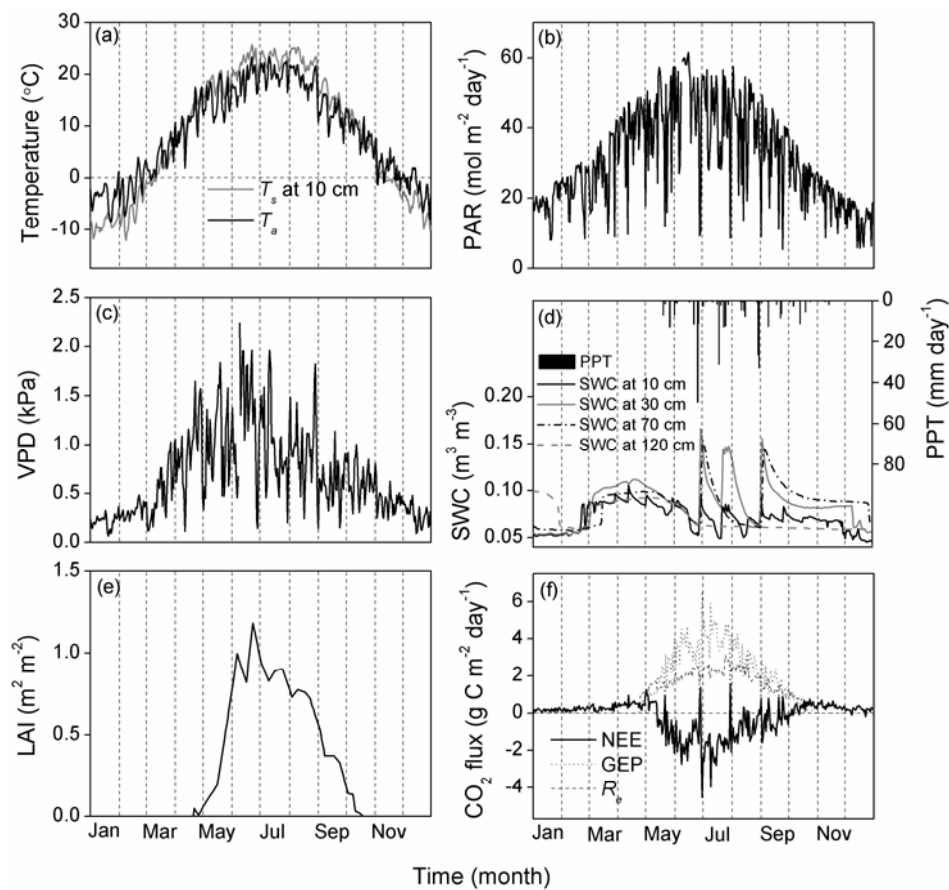 (a)
30
20
10
0
-10
Temperature (°C)
Ts at 10 cm
Ta
(b)
60
40
20
0
PAR (mol m-2 day-1)
(c)
2.5
2.0
1.5
1.0
0.5
0.0
VPD (kPa)
(d)
0
20
40
60
80
PPT (mm day-1)
PPT
SWC at 10 cm
SWC at 30 cm
SWC at 70 cm
SWC at 120 cm
0.20
0.15
0.10
0.05
SWC (m3 m-3)
(e)
1.5
1.0
0.5
0.0
LAI (m2 m-2)
Jan Mar May Jul Sep Nov
(f)
6
4
2
0
-2
-4
CO2 flux (g C m-2 day-1)
NEE
GEP
Re
Jan Mar May Jul Sep Nov
Time (month)